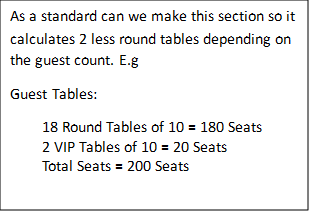 As a standard can we make this section so it
calculates 2 less round tables depending on
the guest count. E.g
Guest Tables:
18 Round Tables of 10 = 180 Seats
2 VIP Tables of 10 = 20 Seats
Total Seats = 200 Seats